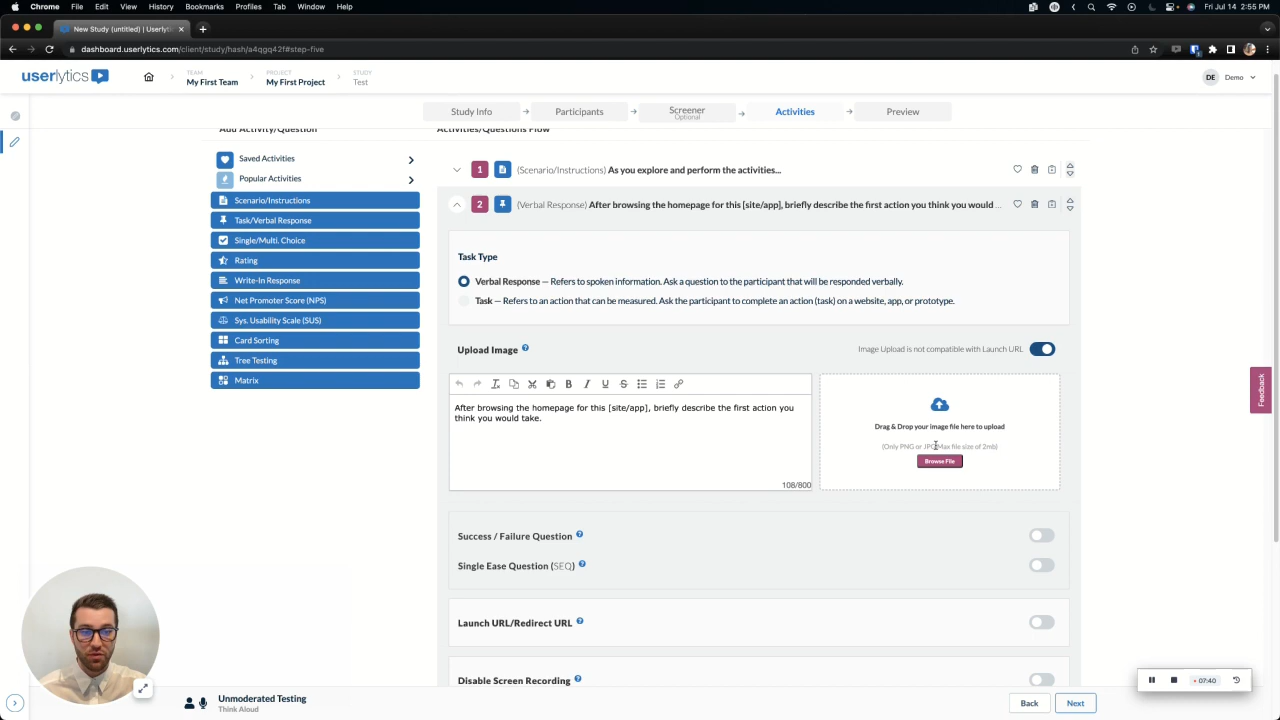 Chrome File Edit View History Bookmarks Profiles Tab Window Help
Fri Jul 14 2:55 PM
New Study (untitled) | Userlytic
dashboard.userlytics.com/client/study/hash/a4qgq42f#step-five
userlytics
TEAM PROJECT STUDY
My First Team My First Project Test
DE Demo
Study Info Participants Screener Activities Preview
Optional
Add Activity/Question Activities/Questions Flow
Saved Activities
Popular Activities
Scenario/Instructions
Task/Verbal Response
Single/Multi. Choice
Rating
Write-In Response
Net Promoter Score (NPS)
Sys. Usability Scale (SUS)
Card Sorting
Tree Testing
Matrix
1 (Scenario/Instructions) As you explore and perform the activities...
2 (Verbal Response) After browsing the homepage for this [site/app], briefly describe the first action you think you would ...
Task Type
Verbal Response — Refers to spoken information. Ask a question to the participant that will be responded verbally.
Task — Refers to an action that can be measured. Ask the participant to complete an action (task) on a website, app, or prototype.
Upload Image ? Image Upload is not compatible with Launch URL
After browsing the homepage for this [site/app], briefly describe the first action you
think you would take.
108/800
Drag & Drop your image file here to upload
(Only PNG or JPG Max file size of 2mb)
Browse File
Success / Failure Question ?
Single Ease Question (SEQ) ?
Launch URL/Redirect URL ?
Disable Screen Recording ?
Feedback
07:40
Unmoderated Testing
Think Aloud
Back Next